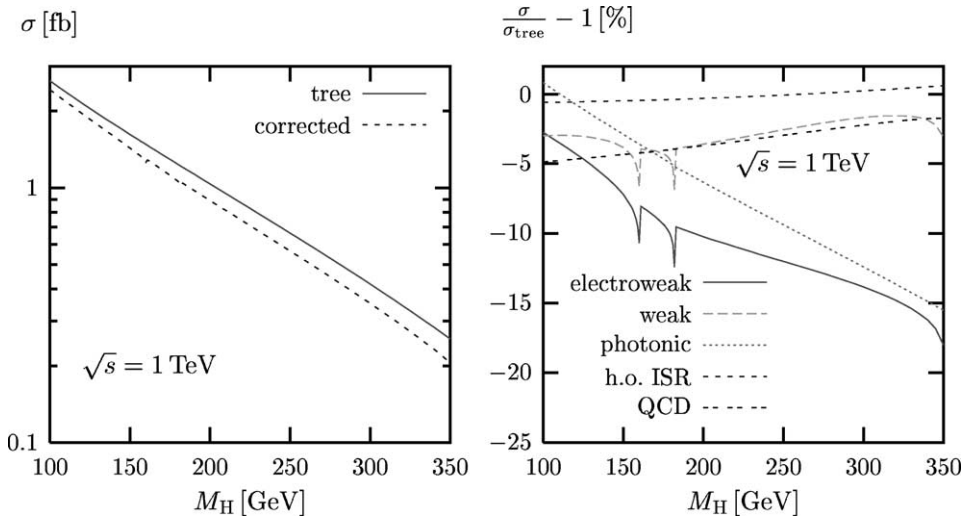 σ [fb]
tree
corrected
1
√s = 1 TeV
0.1
100 150 200 250 300 350
M_H [GeV]
σ/σ_tree − 1 [%]
0
−5
√s = 1 TeV
−10
electroweak
−15
weak
photonic
−20
h.o. ISR
QCD
−25
100 150 200 250 300 350
M_H [GeV]